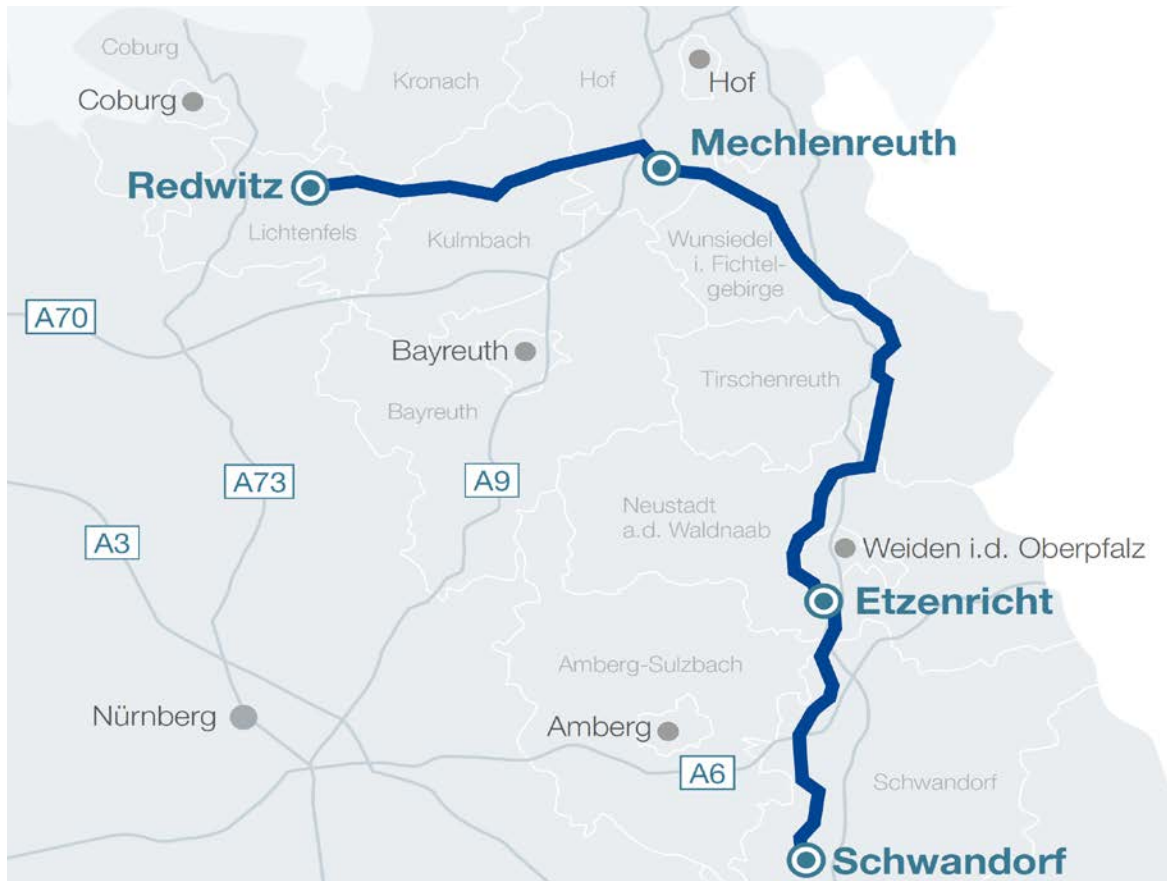 Coburg
Coburg
Kronach
Hof
Hof
Mechlenreuth
Redwitz
Lichtenfels
Kulmbach
Wunsiedel
i. Fichtel-
gebirge
A70
Bayreuth
Bayreuth
Tirschenreuth
A73
A9
A3
Neustadt
a.d. Waldnaab
Weiden i.d. Oberpfalz
Etzenricht
Amberg-Sulzbach
Nürnberg
Amberg
A6
Schwandorf
Schwandorf